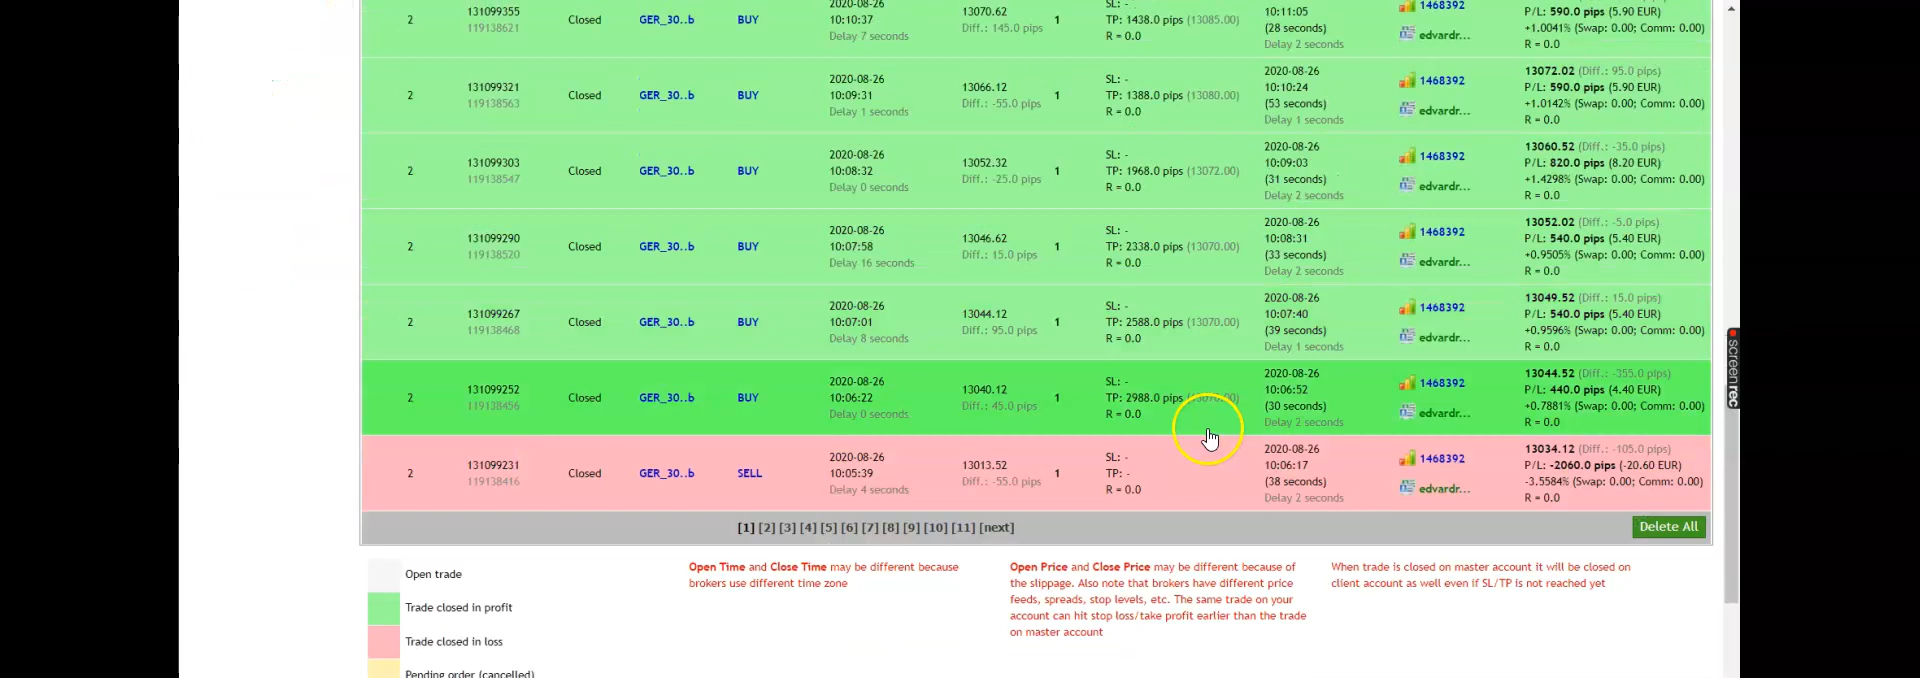 2 131099355 119138621 Closed GER_30..b BUY 2020-08-26 10:10:37 Delay 7 seconds 13070.62 Diff.: 145.0 pips 1 SL: - TP: 1438.0 pips (13085.00) R = 0.0 10:11:05 (28 seconds) Delay 2 seconds 1468392 edvardr... P/L: 590.0 pips (5.90 EUR) +1.0041% (Swap: 0.00; Comm: 0.00) R = 0.0
2 131099321 119138563 Closed GER_30..b BUY 2020-08-26 10:09:31 Delay 1 seconds 13066.12 Diff.: -55.0 pips 1 SL: - TP: 1388.0 pips (13080.00) R = 0.0 2020-08-26 10:10:24 (53 seconds) Delay 1 seconds 1468392 edvardr... 13072.02 (Diff.: 95.0 pips) P/L: 590.0 pips (5.90 EUR) +1.0142% (Swap: 0.00; Comm: 0.00) R = 0.0
2 131099303 119138547 Closed GER_30..b BUY 2020-08-26 10:08:32 Delay 0 seconds 13052.32 Diff.: -25.0 pips 1 SL: - TP: 1968.0 pips (13072.00) R = 0.0 2020-08-26 10:09:03 (31 seconds) Delay 2 seconds 1468392 edvardr... 13060.52 (Diff.: -35.0 pips) P/L: 820.0 pips (8.20 EUR) +1.4298% (Swap: 0.00; Comm: 0.00) R = 0.0
2 131099290 119138520 Closed GER_30..b BUY 2020-08-26 10:07:58 Delay 16 seconds 13046.62 Diff.: 15.0 pips 1 SL: - TP: 2338.0 pips (13070.00) R = 0.0 2020-08-26 10:08:31 (33 seconds) Delay 2 seconds 1468392 edvardr... 13052.02 (Diff.: -5.0 pips) P/L: 540.0 pips (5.40 EUR) +0.9505% (Swap: 0.00; Comm: 0.00) R = 0.0
2 131099267 119138468 Closed GER_30..b BUY 2020-08-26 10:07:01 Delay 8 seconds 13044.12 Diff.: 95.0 pips 1 SL: - TP: 2588.0 pips (13070.00) R = 0.0 2020-08-26 10:07:40 (39 seconds) Delay 1 seconds 1468392 edvardr... 13049.52 (Diff.: 15.0 pips) P/L: 540.0 pips (5.40 EUR) +0.9596% (Swap: 0.00; Comm: 0.00) R = 0.0
2 131099252 119138456 Closed GER_30..b BUY 2020-08-26 10:06:22 Delay 0 seconds 13040.12 Diff.: 45.0 pips 1 SL: - TP: 2988.0 pips (13070.00) R = 0.0 2020-08-26 10:06:52 (30 seconds) Delay 2 seconds 1468392 edvardr... 13044.52 (Diff.: -355.0 pips) P/L: 440.0 pips (4.40 EUR) +0.7881% (Swap: 0.00; Comm: 0.00) R = 0.0
2 131099231 119138416 Closed GER_30..b SELL 2020-08-26 10:05:39 Delay 4 seconds 13013.52 Diff.: -55.0 pips 1 SL: - TP: - R = 0.0 2020-08-26 10:06:17 (38 seconds) Delay 2 seconds 1468392 edvardr... 13034.12 (Diff.: -105.0 pips) P/L: -2060.0 pips (-20.60 EUR) -3.5584% (Swap: 0.00; Comm: 0.00) R = 0.0
[1] [2] [3] [4] [5] [6] [7] [8] [9] [10] [11] [next]
Delete All
Open trade
Trade closed in profit
Trade closed in loss
Pending order (cancelled)
Open Time and Close Time may be different because
brokers use different time zone
Open Price and Close Price may be different because of
the slippage. Also note that brokers have different price
feeds, spreads, stop levels, etc. The same trade on your
account can hit stop loss/take profit earlier than the trade
on master account
When trade is closed on master account it will be closed on
client account as well even if SL/TP is not reached yet
screenrec